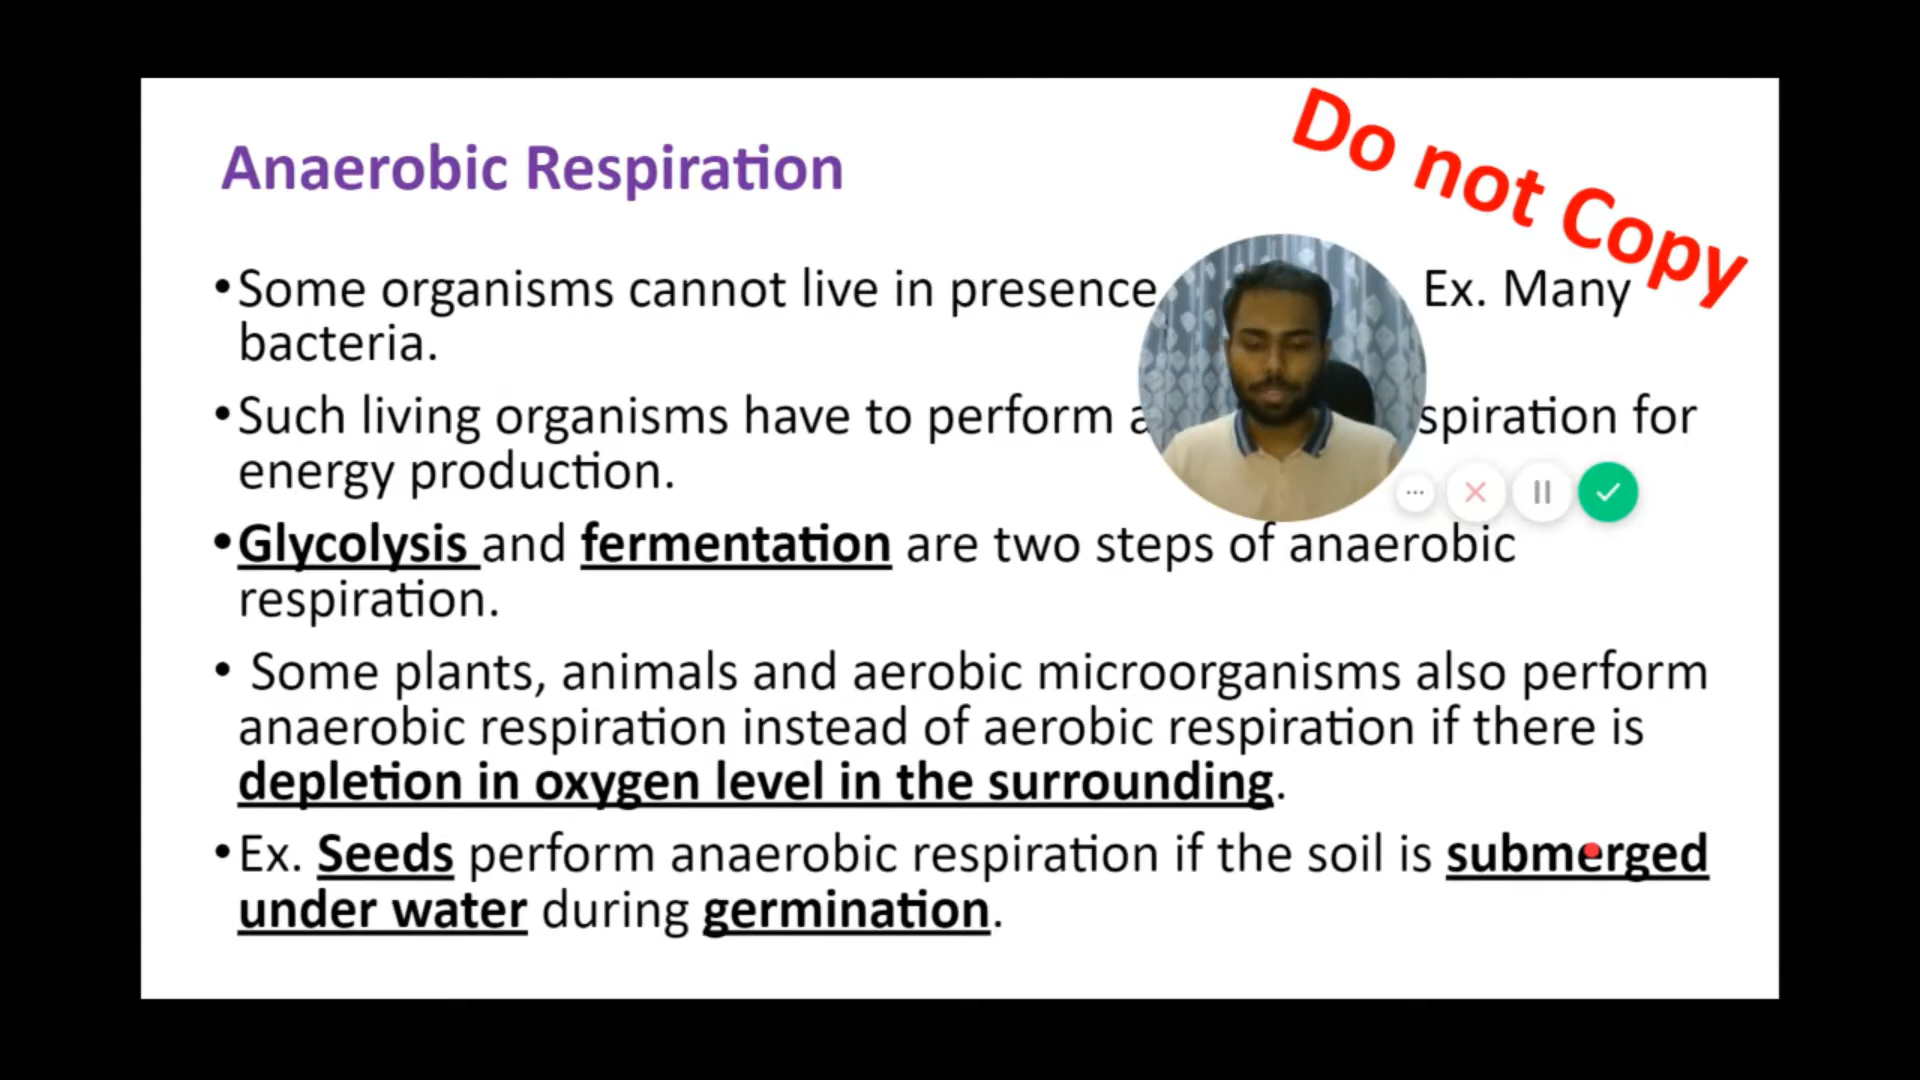 Do not Copy
Anaerobic Respiration
•Some organisms cannot live in presence Ex. Many
bacteria.
•Such living organisms have to perform for
energy production.
•Glycolysis and fermentation are two steps of anaerobic
respiration.
• Some plants, animals and aerobic microorganisms also perform
anaerobic respiration instead of aerobic respiration if there is
depletion in oxygen level in the surrounding.
•Ex. Seeds perform anaerobic respiration if the soil is submerged
under water during germination.